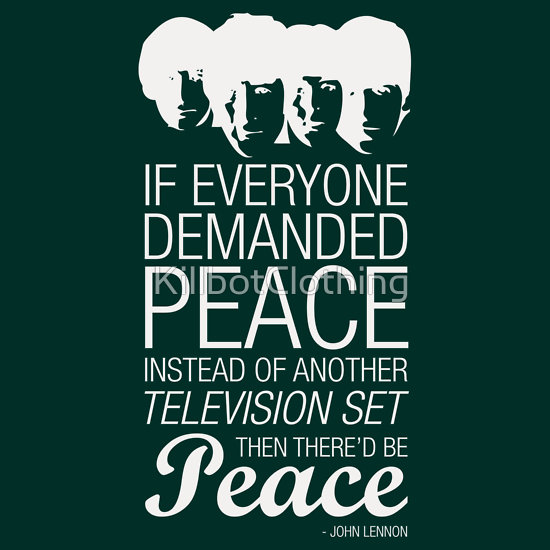 IF EVERYONE
DEMANDED
PEACE
KillbotClothing
INSTEAD OF ANOTHER
TELEVISION SET
THEN THERE'D BE
Peace
- JOHN LENNON